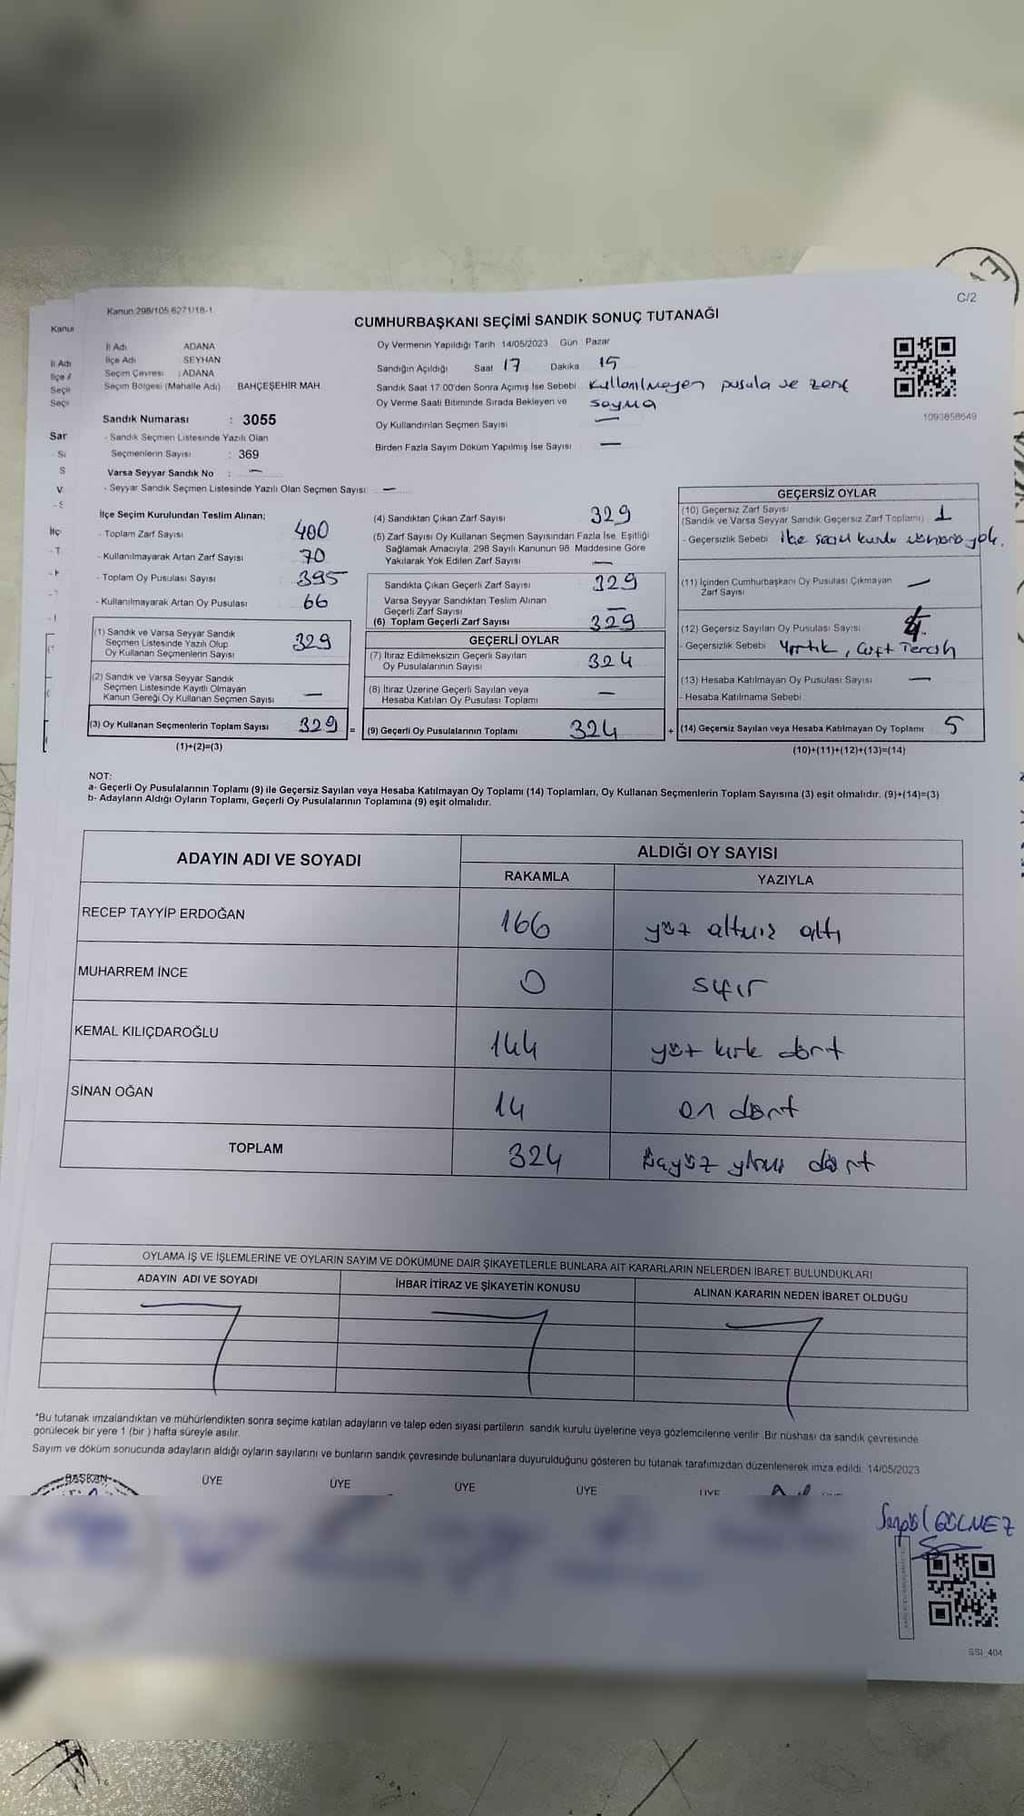 Kanun:298/105 6271/18-1
C/2
CUMHURBAŞKANI SEÇİMİ SANDIK SONUÇ TUTANAĞI
İl Adı ADANA
İlçe Adı SEYHAN
Seçim Çevresi : ADANA
Seçim Bölgesi (Mahalle Adı) BAHÇEŞEHİR MAH.
Sandık Numarası : 3055
- Sandık Seçmen Listesinde Yazılı Olan
Seçmenlerin Sayısı : 369
Varsa Seyyar Sandık No : —
- Seyyar Sandık Seçmen Listesinde Yazılı Olan Seçmen Sayısı —
Oy Vermenin Yapıldığı Tarih 14/05/2023 Gün Pazar
Sandığın Açıldığı Saat 17 Dakika 15
Sandık Saat 17.00'den Sonra Açımış İse Sebebi Kullanılmayan pusula ve zarf
Oy Verme Saati Bitiminde Sırada Bekleyen ve sayma
Oy Kullandırılan Seçmen Sayısı —
Birden Fazla Sayım Döküm Yapılmış İse Sayısı —
1093858649
İlçe Seçim Kurulundan Teslim Alınan;
- Toplam Zarf Sayısı 400
- Kullanılmayarak Artan Zarf Sayısı 70
- Toplam Oy Pusulası Sayısı 395
- Kullanılmayarak Artan Oy Pusulası 66
(1) Sandık ve Varsa Seyyar Sandık
Seçmen Listesinde Yazılı Olup
Oy Kullanan Seçmenlerin Sayısı 329
(2) Sandık ve Varsa Seyyar Sandık
Seçmen Listesinde Kayıtlı Olmayan
Kanun Gereği Oy Kullanan Seçmen Sayısı —
(3) Oy Kullanan Seçmenlerin Toplam Sayısı 329 =
(1)+(2)=(3)
(4) Sandıktan Çıkan Zarf Sayısı 329
(5) Zarf Sayısı Oy Kullanan Seçmen Sayısından Fazla İse, Eşitliği
Sağlamak Amacıyla, 298 Sayılı Kanunun 98. Maddesine Göre
Yakılarak Yok Edilen Zarf Sayısı —
Sandıkta Çıkan Geçerli Zarf Sayısı 329
Varsa Seyyar Sandıktan Teslim Alınan
Geçerli Zarf Sayısı —
(6) Toplam Geçerli Zarf Sayısı 329
GEÇERLİ OYLAR
(7) İtiraz Edilmeksizin Geçerli Sayılan
Oy Pusulalarının Sayısı 324
(8) İtiraz Üzerine Geçerli Sayılan veya
Hesaba Katılan Oy Pusulası Toplamı —
(9) Geçerli Oy Pusulalarının Toplamı 324 +
GEÇERSİZ OYLAR
(10) Geçersiz Zarf Sayısı
(Sandık ve Varsa Seyyar Sandık Geçersiz Zarf Toplamı) 1
- Geçersizlik Sebebi İlçe seçim kurulu yok.
(11) İçinden Cumhurbaşkanı Oy Pusulası Çıkmayan
Zarf Sayısı —
(12) Geçersiz Sayılan Oy Pusulası Sayısı 4.
- Geçersizlik Sebebi Yırtık, Çift Tercih
(13) Hesaba Katılmayan Oy Pusulası Sayısı —
- Hesaba Katılmama Sebebi
(14) Geçersiz Sayılan veya Hesaba Katılmayan Oy Toplamı 5
(10)+(11)+(12)+(13)=(14)
NOT:
a- Geçerli Oy Pusulalarının Toplamı (9) ile Geçersiz Sayılan veya Hesaba Katılmayan Oy Toplamı (14) Toplamları, Oy Kullanan Seçmenlerin Toplam Sayısına (3) eşit olmalıdır. (9)+(14)=(3)
b- Adayların Aldığı Oyların Toplamı, Geçerli Oy Pusulalarının Toplamına (9) eşit olmalıdır.
ADAYIN ADI VE SOYADI
ALDIĞI OY SAYISI
RAKAMLA YAZIYLA
RECEP TAYYİP ERDOĞAN 166 yüz altmış altı
MUHARREM İNCE 0 sıfır
KEMAL KILIÇDAROĞLU 144 yüz kırk dört
SİNAN OĞAN 14 on dört
TOPLAM 324 üçyüz yirmi dört
OYLAMA İŞ VE İŞLEMLERİNE VE OYLARIN SAYIM VE DÖKÜMÜNE DAİR ŞİKAYETLERLE BUNLARA AİT KARARLARIN NELERDEN İBARET BULUNDUKLARI
ADAYIN ADI VE SOYADI İHBAR İTİRAZ VE ŞİKAYETİN KONUSU ALINAN KARARIN NEDEN İBARET OLDUĞU
*Bu tutanak imzalandıktan ve mühürlendikten sonra seçime katılan adayların ve talep eden siyasi partilerin sandık kurulu üyelerine veya gözlemcilerine verilir. Bir nüshası da sandık çevresinde
görülecek bir yere 1 (bir ) hafta süreyle asılır.
Sayım ve döküm sonucunda adayların aldığı oyların sayılarını ve bunların sandık çevresinde bulunanlara duyurulduğunu gösteren bu tutanak tarafımızdan düzenlenerek imza edildi. 14/05/2023
BAŞKAN ÜYE ÜYE ÜYE ÜYE ÜYE
GÜLMEZ
SSI_404